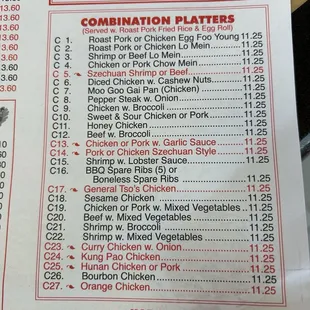 COMBINATION PLATTERS
(Served w. Roast Pork Fried Rice & Egg Roll)
C 1. Roast Pork or Chicken Egg Foo Young 11.25
C 2. Roast Pork or Chicken Lo Mein 11.25
C 3. Shrimp or Beef Lo Mein 11.25
C 4. Chicken or Pork Chow Mein 11.25
C 5. Szechuan Shrimp or Beef 11.25
C 6. Diced Chicken w. Cashew Nuts 11.25
C 7. Moo Goo Gai Pan (Chicken) 11.25
C 8. Pepper Steak w. Onion 11.25
C 9. Chicken w. Broccoli 11.25
C10. Sweet & Sour Chicken or Pork 11.25
C11. Honey Chicken 11.25
C12. Beef w. Broccoli 11.25
C13. Chicken or Pork w. Garlic Sauce 11.25
C14. Pork or Chicken Szechuan Style 11.25
C15. Shrimp w. Lobster Sauce 11.25
C16. BBQ Spare Ribs (5) or
Boneless Spare Ribs 11.25
C17. General Tso's Chicken 11.25
C18. Sesame Chicken 11.25
C19. Chicken or Pork w. Mixed Vegetables 11.25
C20. Beef w. Mixed Vegetables 11.25
C21. Shrimp w. Broccoli 11.25
C22. Shrimp w. Mixed Vegetables 11.25
C23. Curry Chicken w. Onion 11.25
C24. Kung Pao Chicken 11.25
C25. Hunan Chicken or Pork 11.25
C26. Bourbon Chicken 11.25
C27. Orange Chicken 11.25